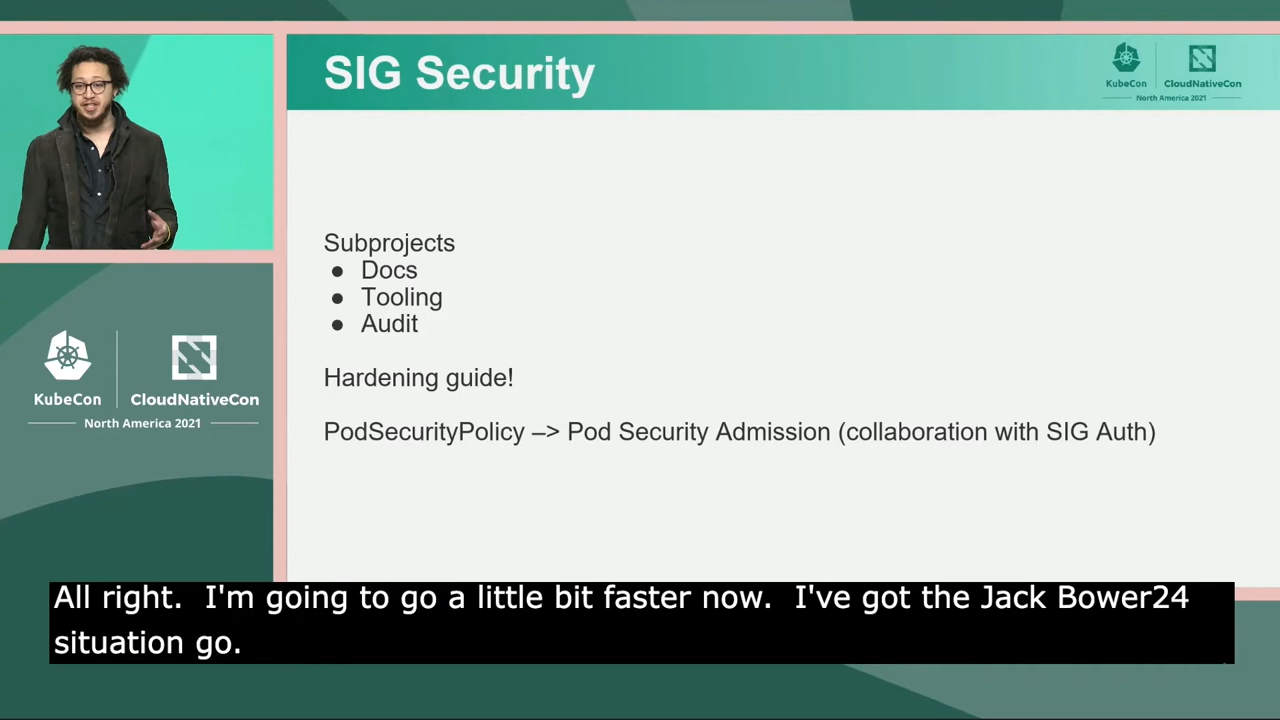 SIG Security
KubeCon
CloudNativeCon
North America 2021
Subprojects
● Docs
● Tooling
● Audit
Hardening guide!
PodSecurityPolicy –> Pod Security Admission (collaboration with SIG Auth)
KubeCon
CloudNativeCon
North America 2021
All right.  I'm going to go a little bit faster now.  I've got the Jack Bower24
situation go.